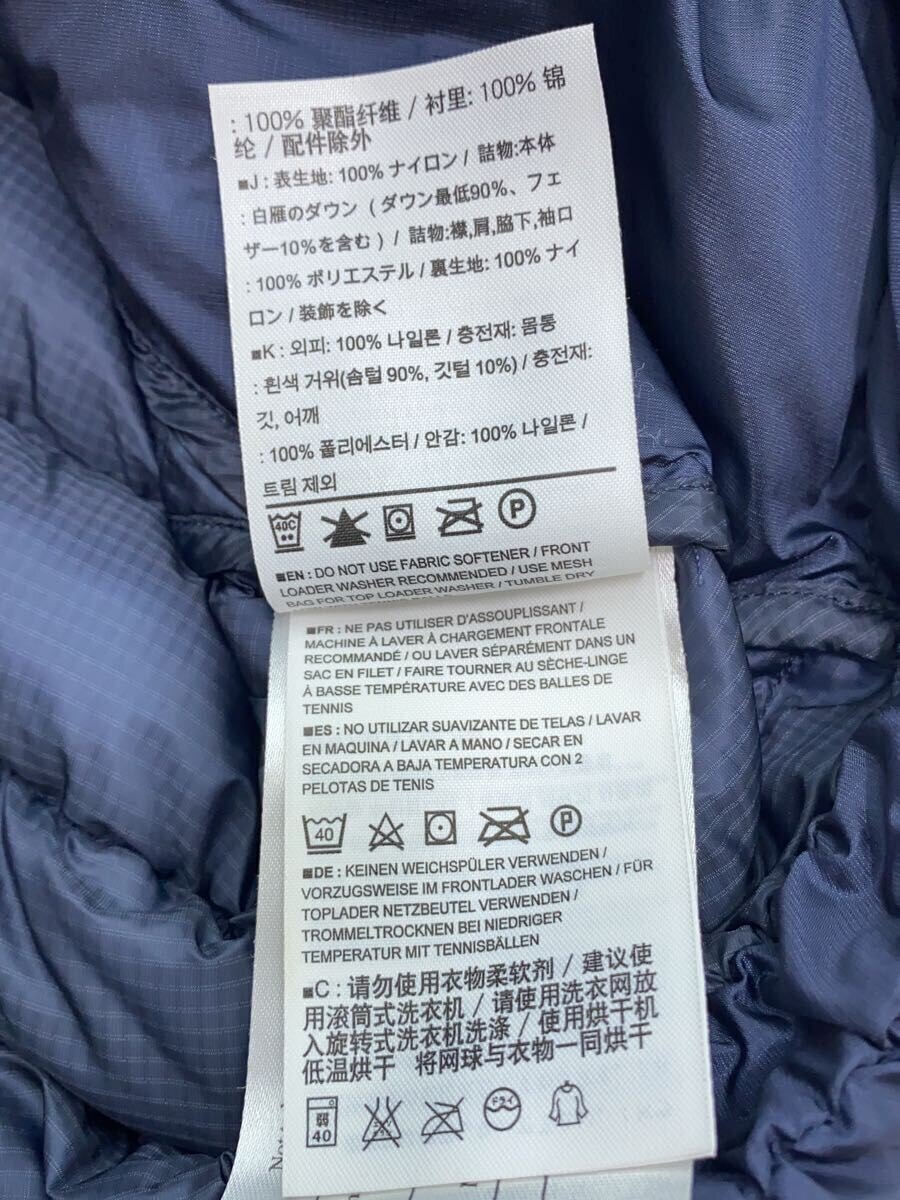 : 100% 聚酯纤维 / 衬里: 100% 锦
纶 / 配件除外
■J : 表生地: 100% ナイロン / 詰物:本体
: 白雁のダウン ( ダウン最低90%、フェ
ザー10%を含む ) / 詰物:襟,肩,脇下,袖口
: 100% ポリエステル / 裏生地: 100% ナイ
ロン / 装飾を除く
■K : 외피: 100% 나일론 / 충전재: 몸통
: 흰색 거위(솜털 90%, 깃털 10%) / 충전재:
깃, 어깨
: 100% 폴리에스터 / 안감: 100% 나일론 /
트림 제외
40C P
■EN : DO NOT USE FABRIC SOFTENER / FRONT
LOADER WASHER RECOMMENDED / USE MESH
BAG FOR TOP LOADER WASHER / TUMBLE DRY
■FR : NE PAS UTILISER D'ASSOUPLISSANT /
MACHINE À LAVER À CHARGEMENT FRONTALE
RECOMMANDÉ / OU LAVER SÉPARÉMENT DANS UN
SAC EN FILET / FAIRE TOURNER AU SÈCHE-LINGE
À BASSE TEMPÉRATURE AVEC DES BALLES DE
TENNIS
■ES : NO UTILIZAR SUAVIZANTE DE TELAS / LAVAR
EN MAQUINA / LAVAR A MANO / SECAR EN
SECADORA A BAJA TEMPERATURA CON 2
PELOTAS DE TENIS
40 P
■DE : KEINEN WEICHSPÜLER VERWENDEN /
VORZUGSWEISE IM FRONTLADER WASCHEN / FÜR
TOPLADER NETZBEUTEL VERWENDEN /
TROMMELTROCKNEN BEI NIEDRIGER
TEMPERATUR MIT TENNISBÄLLEN
■C : 请勿使用衣物柔软剂 / 建议使
用滚筒式洗衣机 / 请使用洗衣网放
入旋转式洗衣机洗涤 / 使用烘干机
低温烘干 将网球与衣物一同烘干
弱 40 ドライ